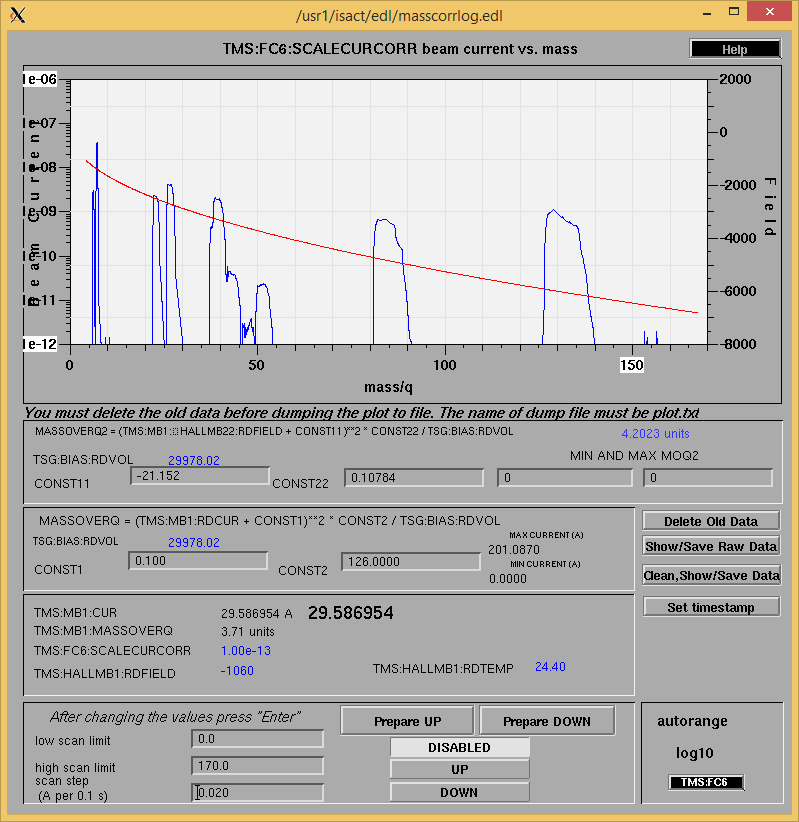 /usr1/isact/edl/masscorrlog.edl
TMS:FC6:SCALECURCORR beam current vs. mass
Help
1e-06
1e-07
1e-08
1e-09
1e-10
1e-11
1e-12
Beam Current
2000
0
-2000
-4000
-6000
-8000
Field
0 50 100 150
mass/q
You must delete the old data before dumping the plot to file. The name of dump file must be plot.txt
MASSOVERQ2 = (TMS:MB1:□HALLMB22:RDFIELD + CONST11)**2 * CONST22 / TSG:BIAS:RDVOL
4.2023 units
TSG:BIAS:RDVOL 29978.02
MIN AND MAX MOQ2
CONST11 -21.152 CONST22 0.10784 0 0
MASSOVERQ = (TMS:MB1:RDCUR + CONST1)**2 * CONST2 / TSG:BIAS:RDVOL
TSG:BIAS:RDVOL 29978.02
MAX CURRENT (A)
201.0870
CONST1 0.100 CONST2 126.0000
MIN CURRENT (A)
0.0000
Delete Old Data
Show/Save Raw Data
Clean,Show/Save Data
Set timestamp
TMS:MB1:CUR 29.586954 A 29.586954
TMS:MB1:MASSOVERQ 3.71 units
TMS:FC6:SCALECURCORR 1.00e-13
TMS:HALLMB1:RDFIELD -1060
TMS:HALLMB1:RDTEMP 24.40
After changing the values press "Enter"
low scan limit 0.0
high scan limit 170.0
scan step
(A per 0.1 s) 0.020
Prepare UP Prepare DOWN
DISABLED
UP
DOWN
autorange
log10
TMS:FC6